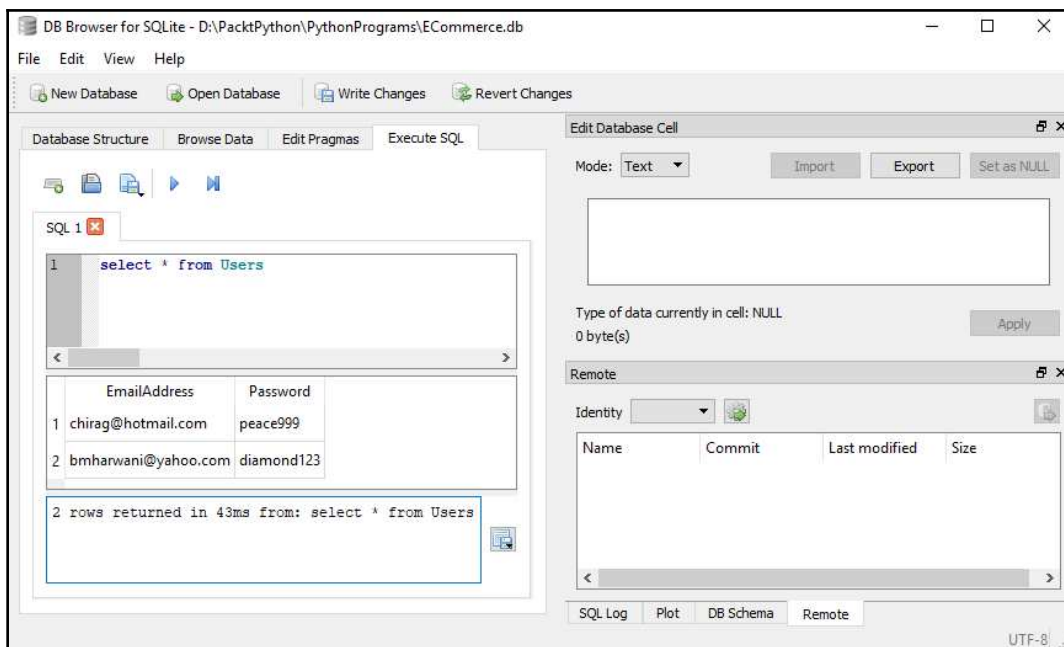 DB Browser for SQLite - D:\PacktPython\PythonPrograms\ECommerce.db
File Edit View Help
New Database Open Database Write Changes Revert Changes
Database Structure Browse Data Edit Pragmas Execute SQL
SQL 1
1 select * from Users
EmailAddress Password
1 chirag@hotmail.com peace999
2 bmharwani@yahoo.com diamond123
2 rows returned in 43ms from: select * from Users
Edit Database Cell
Mode: Text Import Export Set as NULL
Type of data currently in cell: NULL
0 byte(s)
Apply
Remote
Identity
Name Commit Last modified Size
SQL Log Plot DB Schema Remote
UTF-8